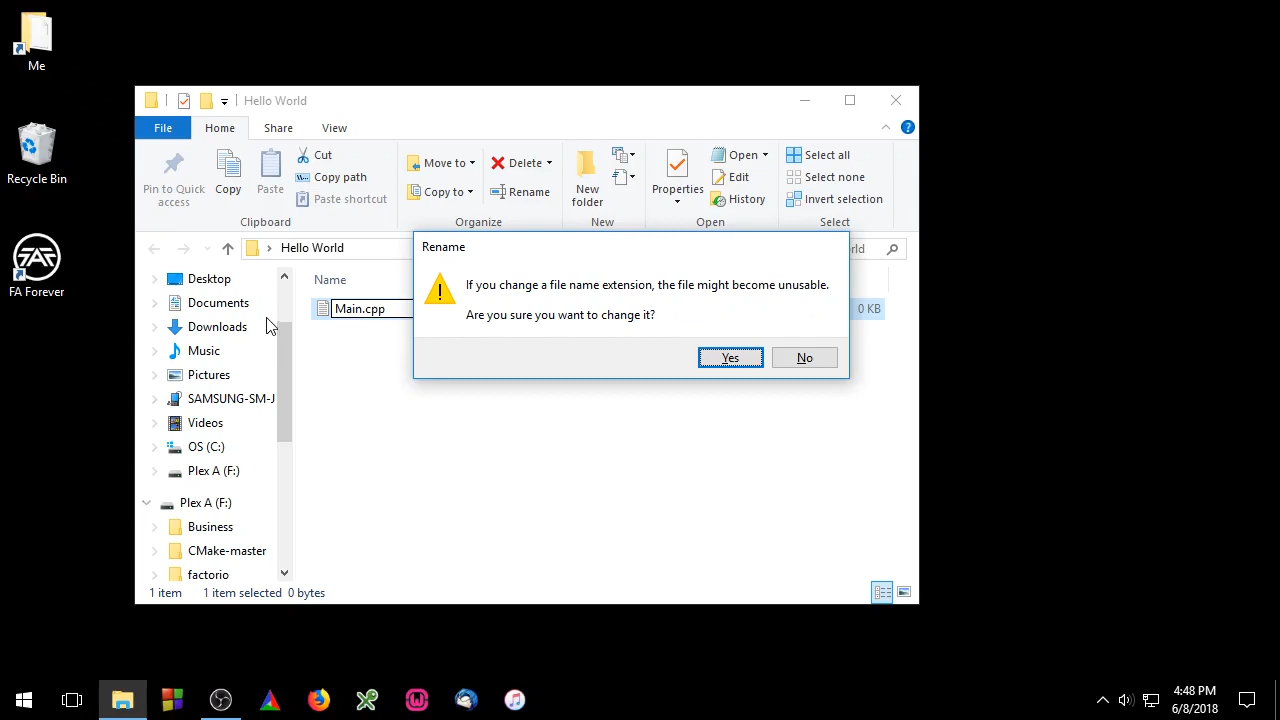 Me
Recycle Bin
FA Forever
Hello World
File
Home
Share
View
Pin to Quick access
Copy
Paste
Cut
Copy path
Paste shortcut
Clipboard
Move to
Copy to
Delete
Rename
Organize
New folder
New
Properties
Open
Edit
History
Open
Select all
Select none
Invert selection
Select
Hello World
Desktop
Documents
Downloads
Music
Pictures
SAMSUNG-SM-J
Videos
OS (C:)
Plex A (F:)
Plex A (F:)
Business
CMake-master
factorio
Name
Main.cpp
0 KB
Rename
If you change a file name extension, the file might become unusable.
Are you sure you want to change it?
Yes
No
1 item
1 item selected 0 bytes
4:48 PM
6/8/2018